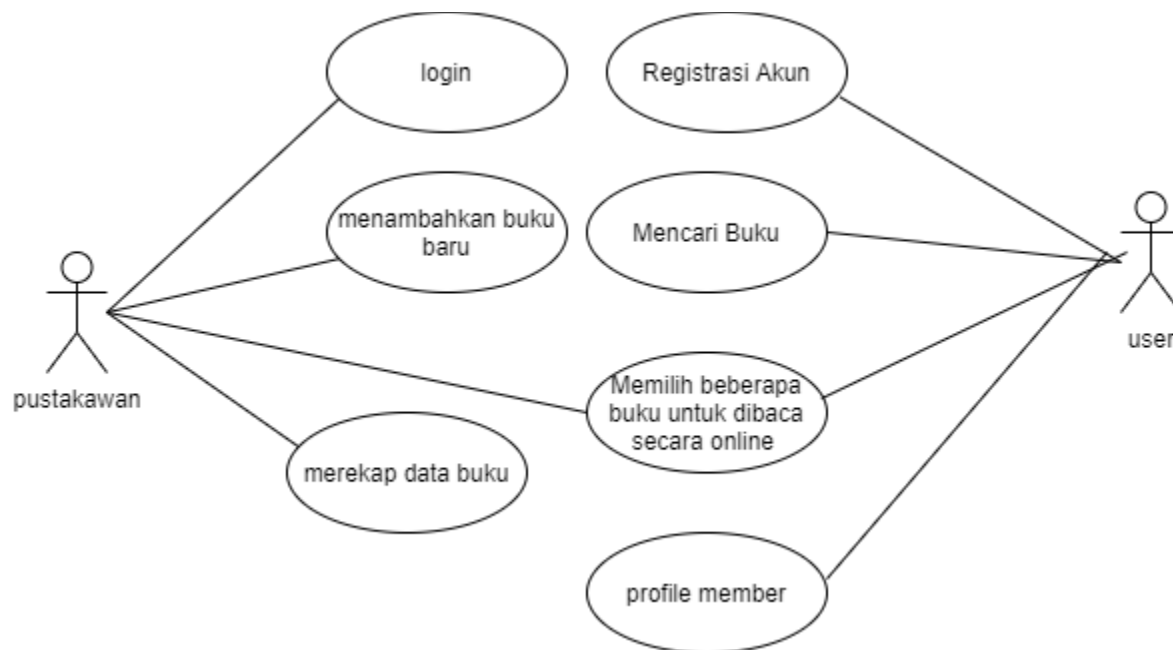 login
Registrasi Akun
menambahkan buku
baru
Mencari Buku
pustakawan
user
Memilih beberapa
buku untuk dibaca
secara online
merekap data buku
profile member